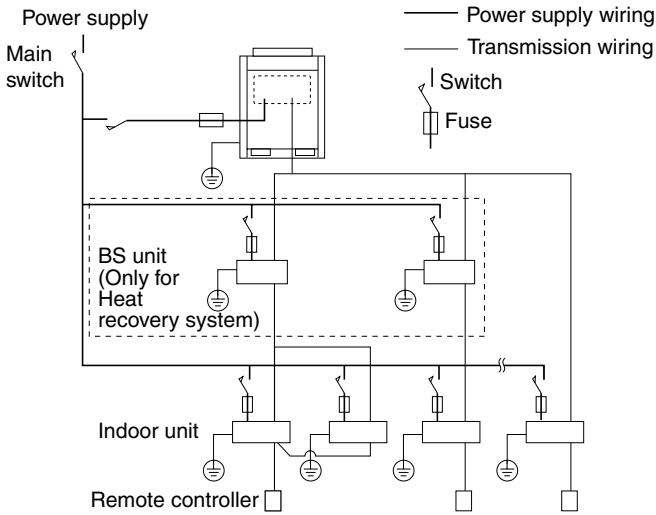 Power supply
Main
switch
Power supply wiring
Transmission wiring
Switch
Fuse
BS unit
(Only for
Heat
recovery system)
Indoor unit
Remote controller